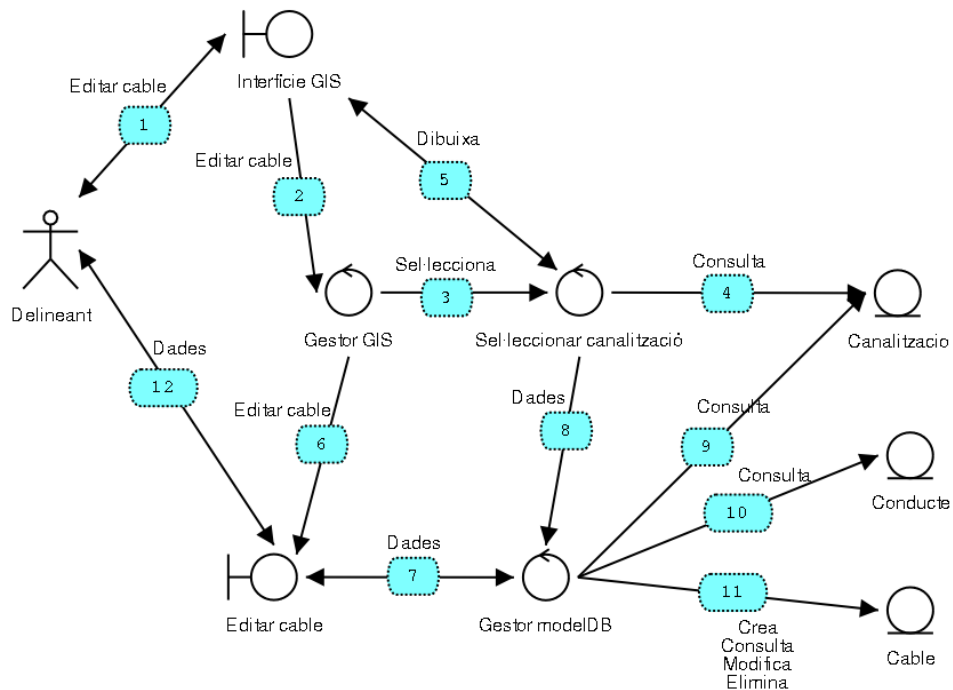 Interfície GIS
Editar cable
1
Dibuixa
Editar cable
5
2
Sel·lecciona
Consulta
3
4
Delineant
Gestor GIS
Sel·leccionar canalització
Canalitzacio
Dades
12
Editar cable
6
Dades
8
Consulta
9
Consulta
10
Conducte
Dades
7
11
Editar cable
Gestor modelDB
Crea
Consulta
Modifica
Elimina
Cable